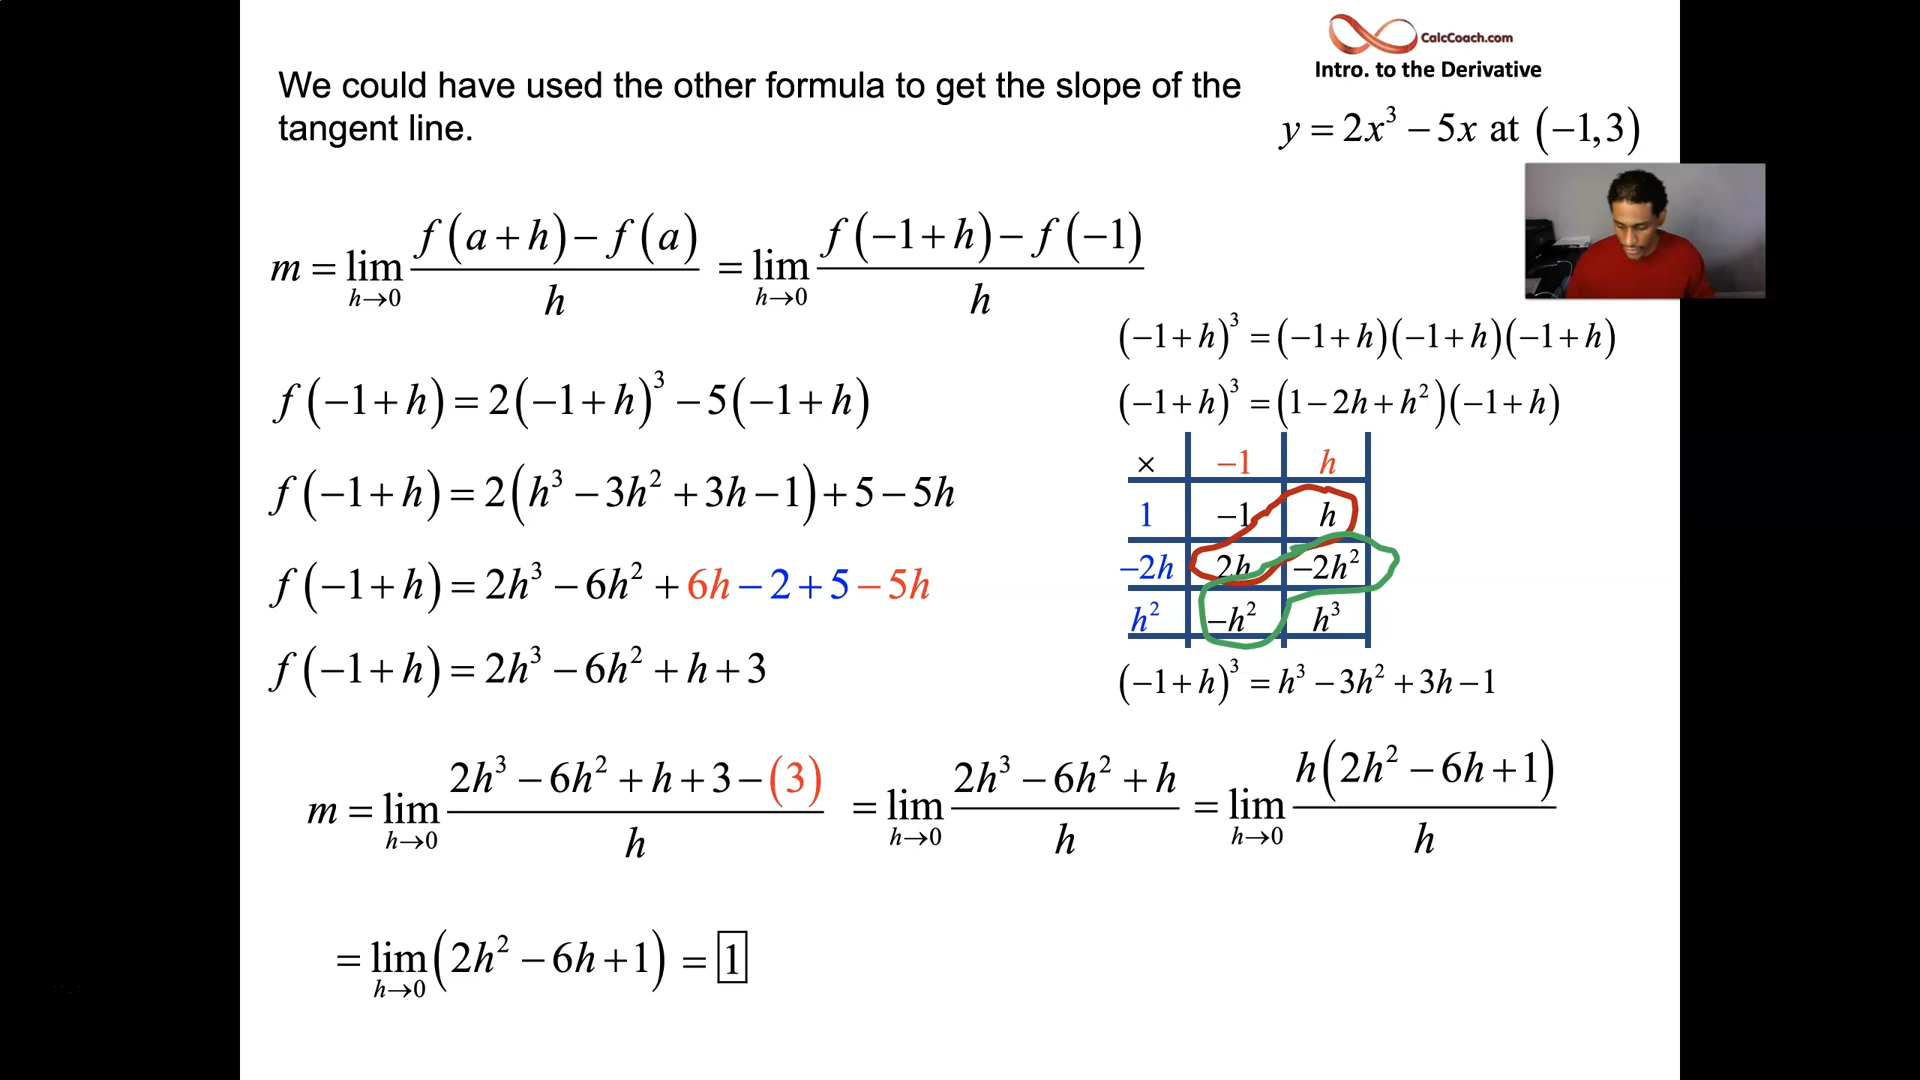 CalcCoach.com
Intro. to the Derivative
We could have used the other formula to get the slope of the
tangent line.
y = 2x³ − 5x at (−1,3)
m = lim h→0 f(a+h) − f(a) / h = lim h→0 f(−1+h) − f(−1) / h
(−1+h)³ = (−1+h)(−1+h)(−1+h)
f(−1+h) = 2(−1+h)³ − 5(−1+h)
(−1+h)³ = (1−2h+h²)(−1+h)
× −1 h
1 −1 h
−2h 2h −2h²
h² −h² h³
f(−1+h) = 2(h³ − 3h² + 3h − 1) + 5 − 5h
f(−1+h) = 2h³ − 6h² + 6h − 2 + 5 − 5h
f(−1+h) = 2h³ − 6h² + h + 3
(−1+h)³ = h³ − 3h² + 3h − 1
m = lim h→0 2h³ − 6h² + h + 3 − (3) / h = lim h→0 2h³ − 6h² + h / h = lim h→0 h(2h² − 6h + 1) / h
= lim h→0 (2h² − 6h + 1) = 1